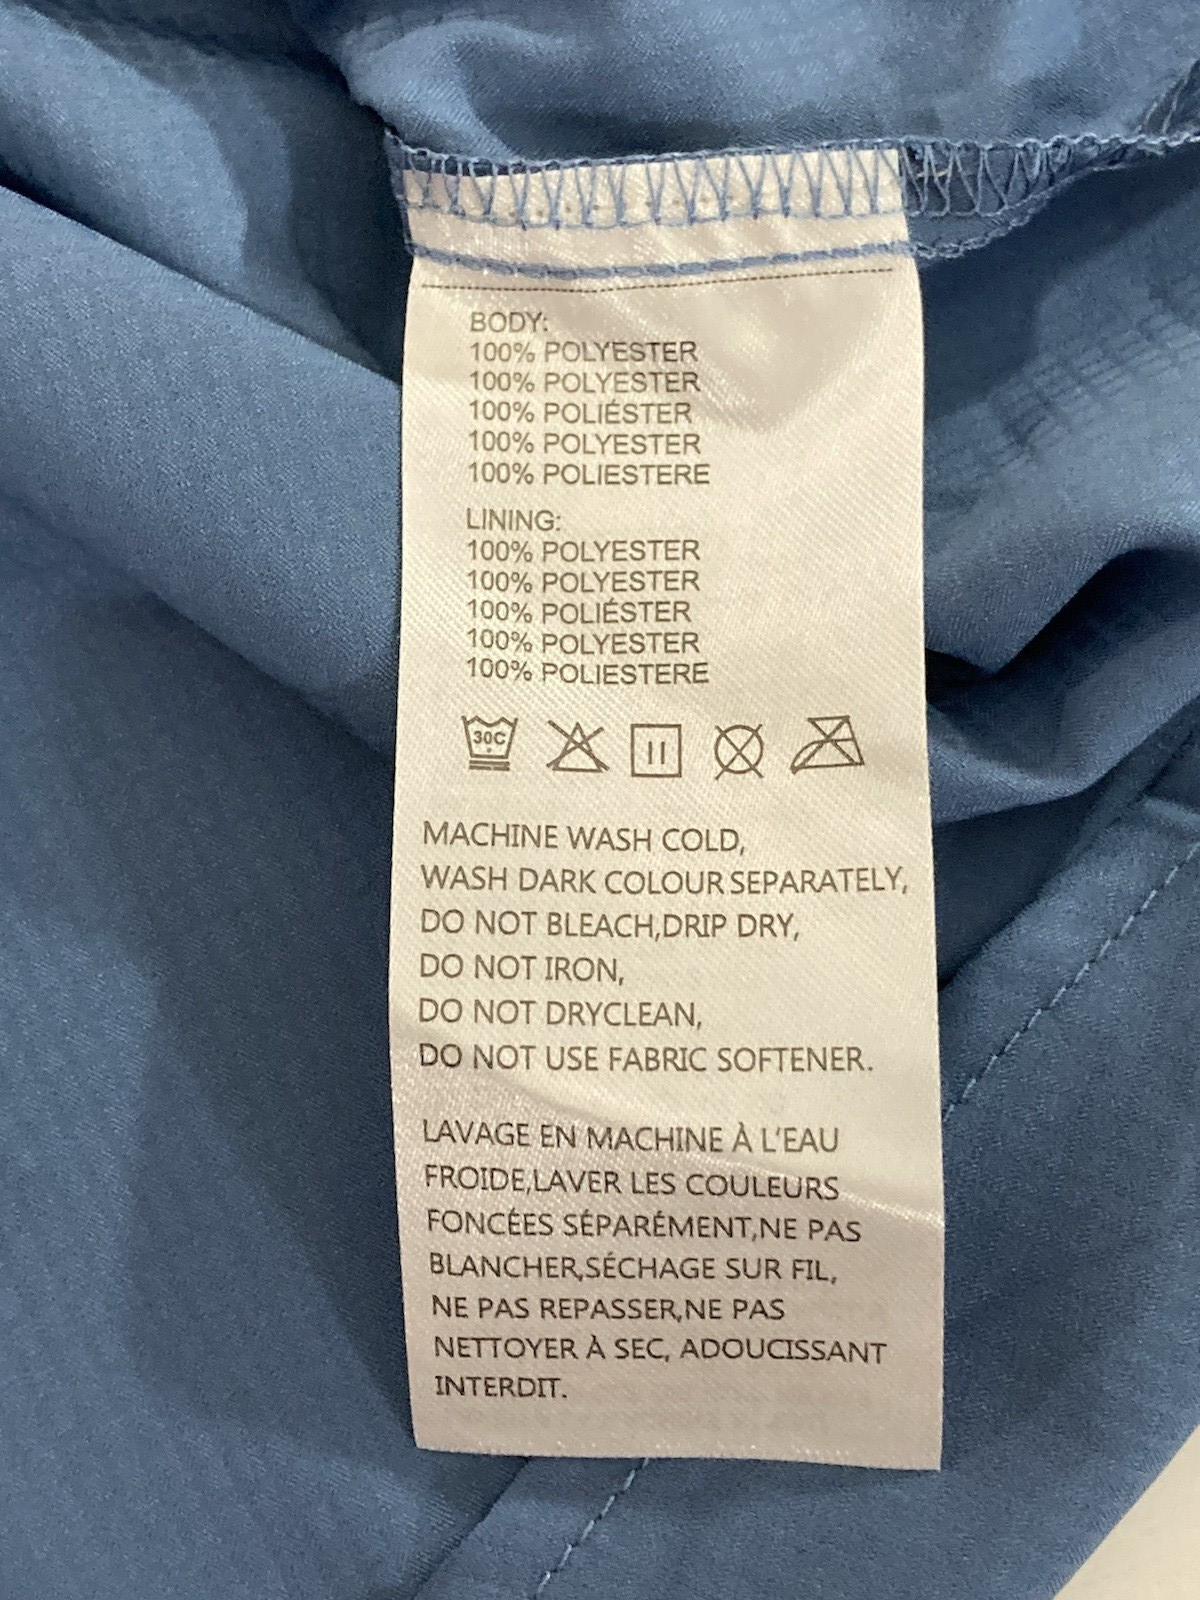 BODY:
100% POLYESTER
100% POLYESTER
100% POLIÉSTER
100% POLYESTER
100% POLIESTERE
LINING:
100% POLYESTER
100% POLYESTER
100% POLIÉSTER
100% POLYESTER
100% POLIESTERE
30C
MACHINE WASH COLD,
WASH DARK COLOUR SEPARATELY,
DO NOT BLEACH,DRIP DRY,
DO NOT IRON,
DO NOT DRYCLEAN,
DO NOT USE FABRIC SOFTENER.
LAVAGE EN MACHINE À L'EAU
FROIDE,LAVER LES COULEURS
FONCÉES SÉPARÉMENT,NE PAS
BLANCHER,SÉCHAGE SUR FIL,
NE PAS REPASSER,NE PAS
NETTOYER À SEC, ADOUCISSANT
INTERDIT.